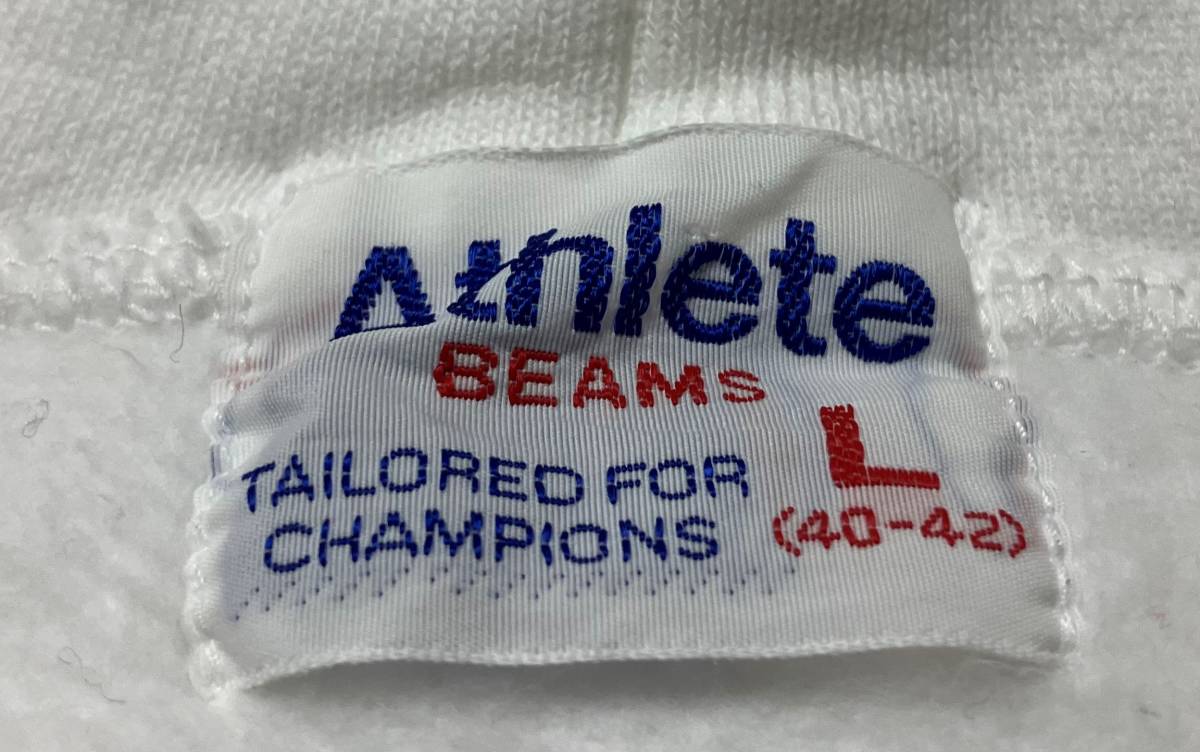 Athlete
BEAMS
TAILORED FOR
CHAMPIONS
L
(40-42)